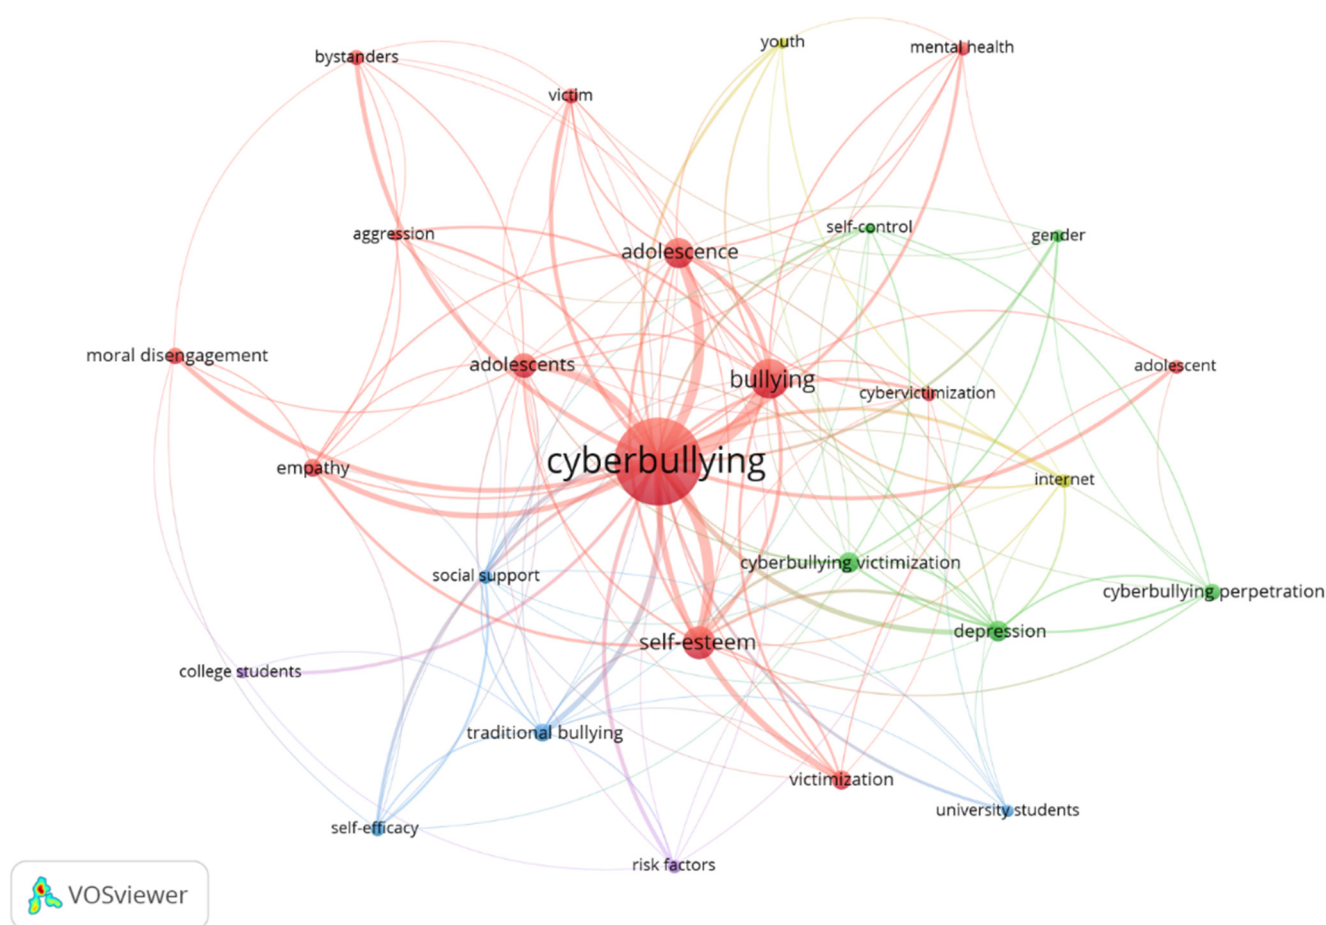 youth
mental health
bystanders
victim
self-control
gender
aggression
adolescence
moral disengagement
adolescents
bullying
adolescent
cybervictimization
cyberbullying
empathy
internet
cyberbullying victimization
social support
cyberbullying perpetration
depression
self-esteem
college students
traditional bullying
victimization
university students
self-efficacy
risk factors
VOSviewer